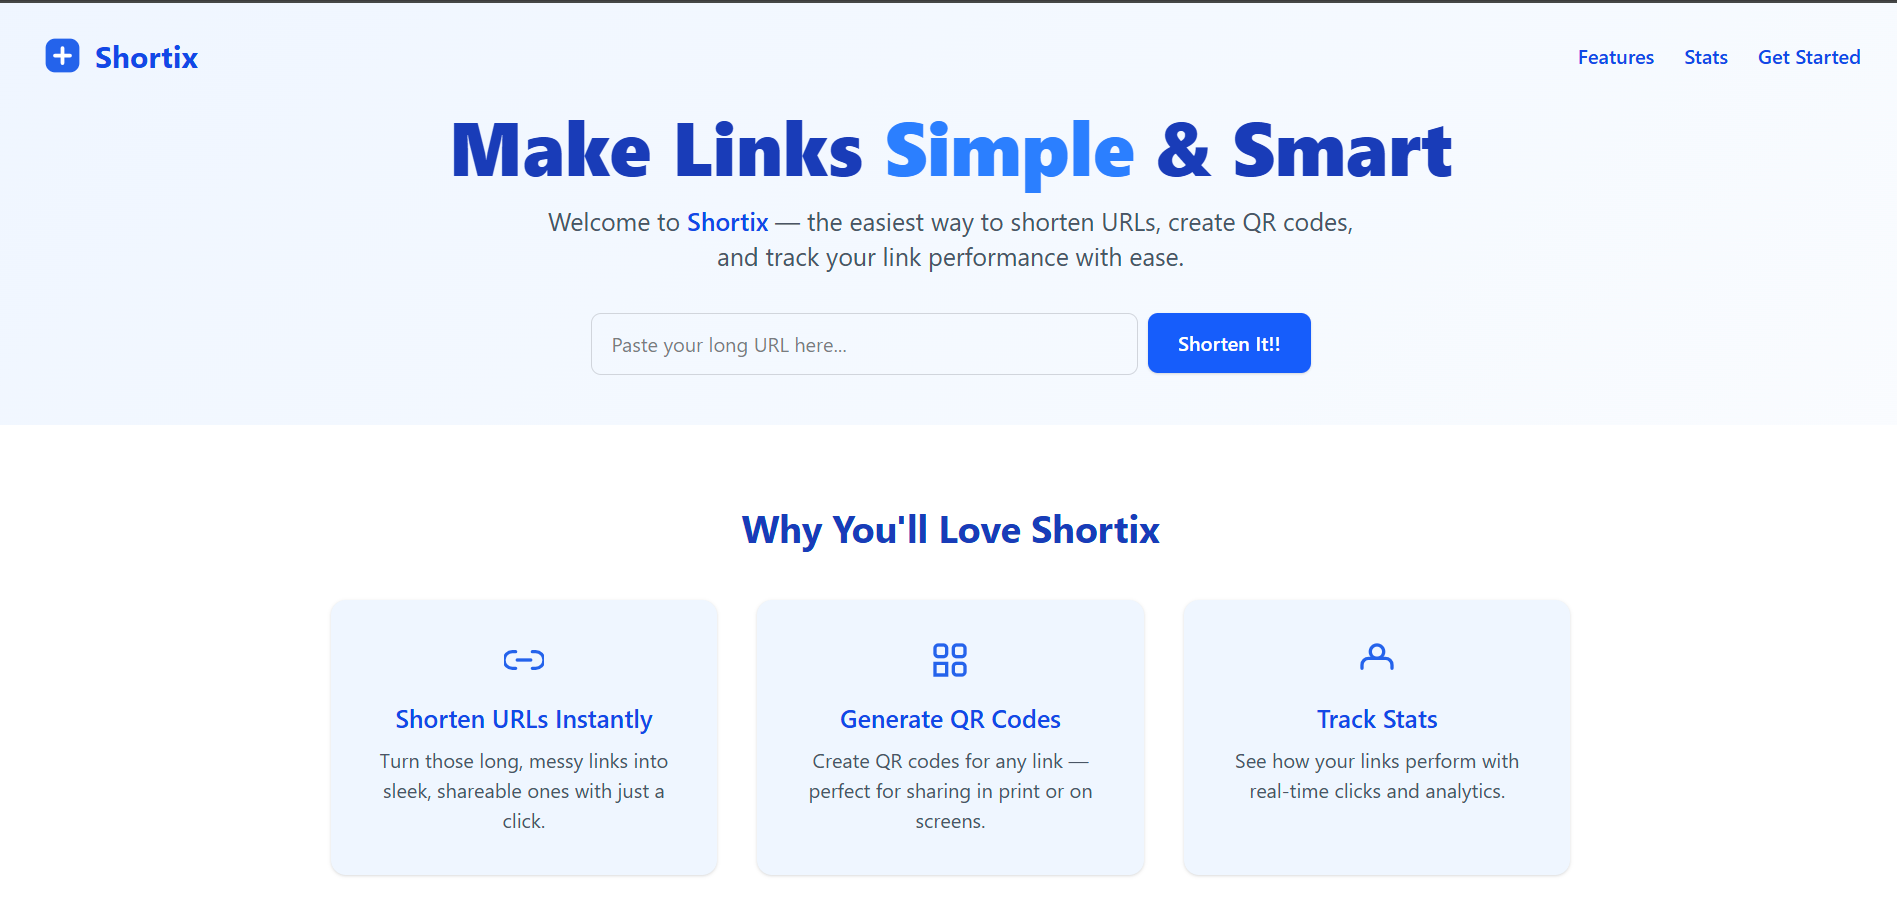 Shortix
Features
Stats
Get Started
Make Links Simple & Smart
Welcome to Shortix — the easiest way to shorten URLs, create QR codes,
and track your link performance with ease.
Paste your long URL here...
Shorten It!!
Why You'll Love Shortix
Shorten URLs Instantly
Turn those long, messy links into
sleek, shareable ones with just a
click.
Generate QR Codes
Create QR codes for any link —
perfect for sharing in print or on
screens.
Track Stats
See how your links perform with
real-time clicks and analytics.